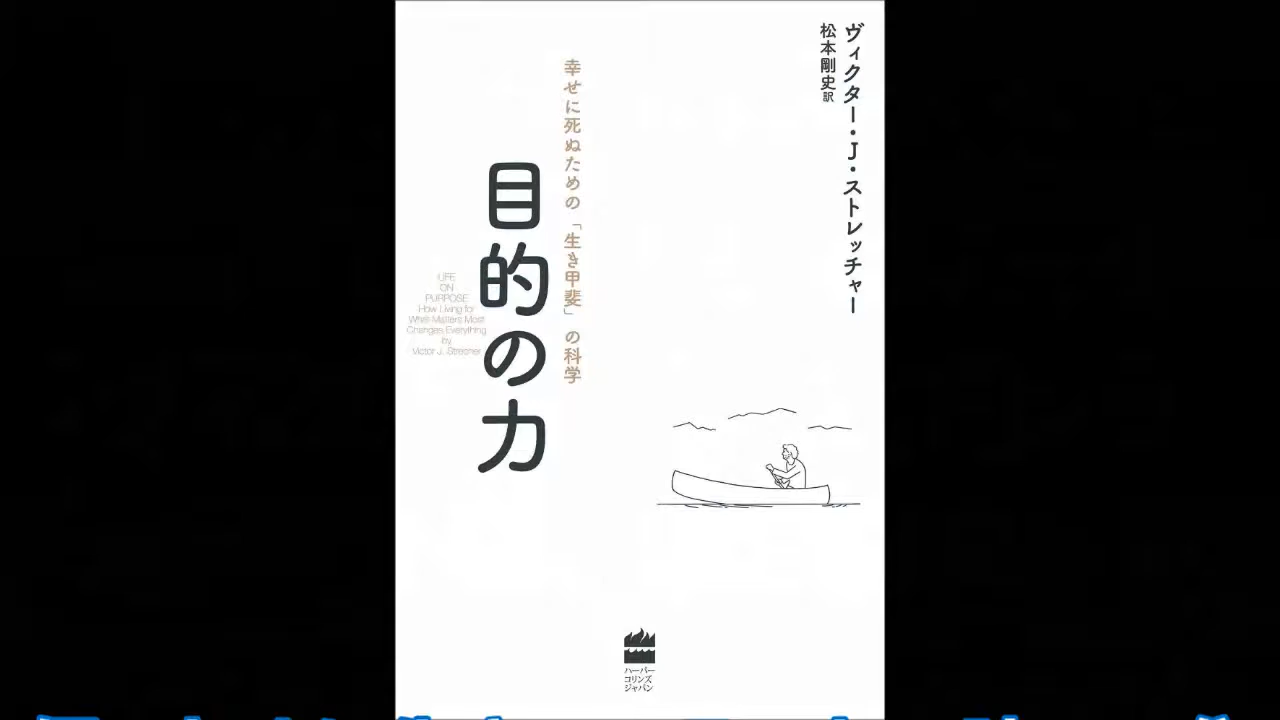 ヴィクター・J・ストレッチャー
松本剛史 訳
幸せに死ぬための「生き甲斐」の科学
目的の力
LIFE
ON
PURPOSE
How Living for
What Matters Most
Changes Everything
by
Victor J. Strecher
ハーパー
コリンズ
ジャパン